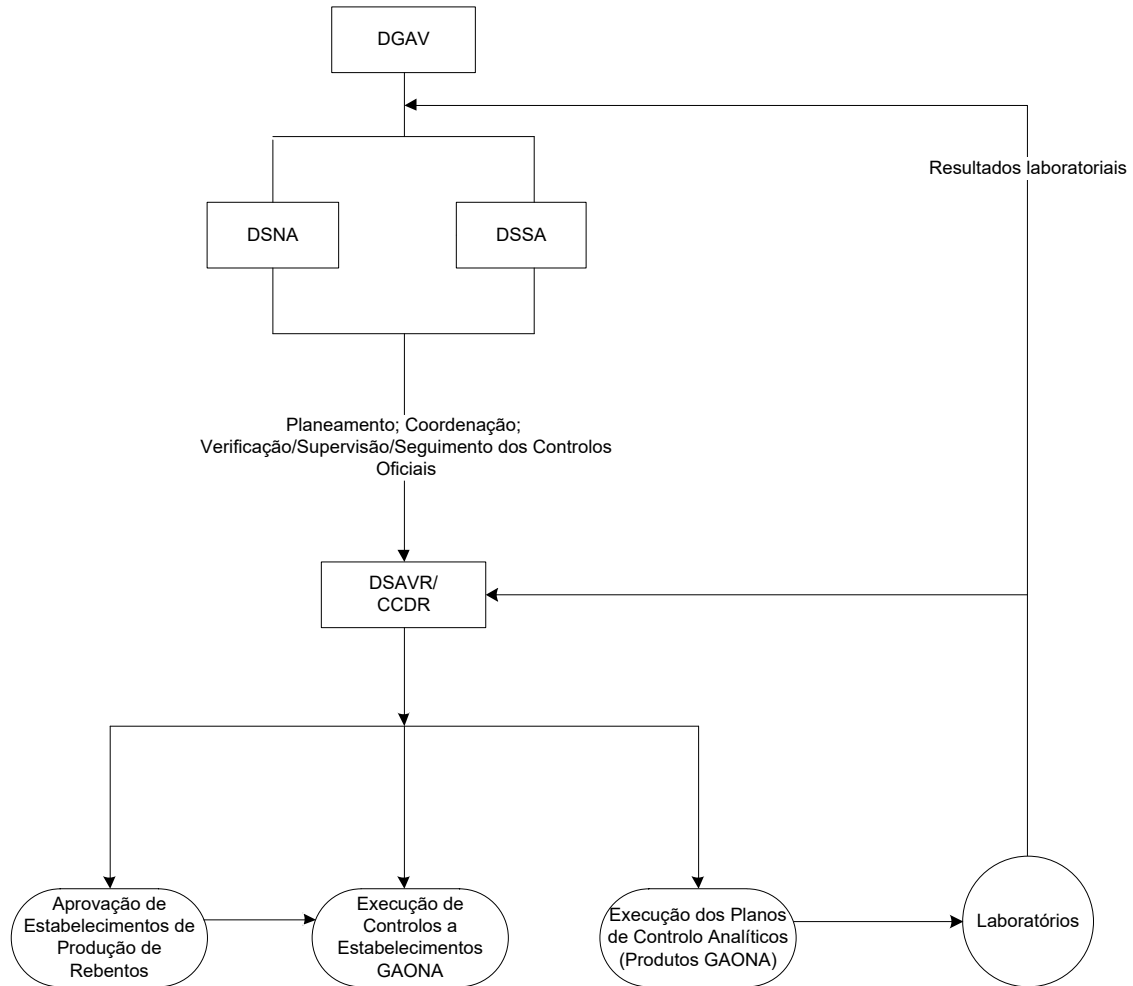 DGAV
Resultados laboratoriais
DSNA
DSSA
Planeamento; Coordenação;
Verificação/Supervisão/Seguimento dos Controlos
Oficiais
DSAVR/
CCDR
Aprovação de
Estabelecimentos de
Produção de
Rebentos
Execução de
Controlos a
Estabelecimentos
GAONA
Execução dos Planos
de Controlo Analíticos
(Produtos GAONA)
Laboratórios